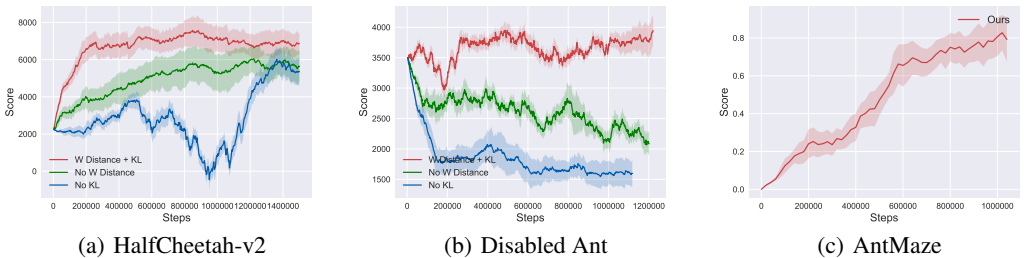 8000
6000
4000
2000
0
Score
W Distance + KL
No W Distance
No KL
0 200000 400000 600000 800000 1000000 1200000 1400000
Steps
(a) HalfCheetah-v2
4000
3500
3000
2500
2000
1500
Score
W Distance + KL
No W Distance
No KL
0 200000 400000 600000 800000 1000000 1200000
Steps
(b) Disabled Ant
Ours
0.8
0.6
0.4
0.2
0.0
Score
0 200000 400000 600000 800000 1000000
Steps
(c) AntMaze